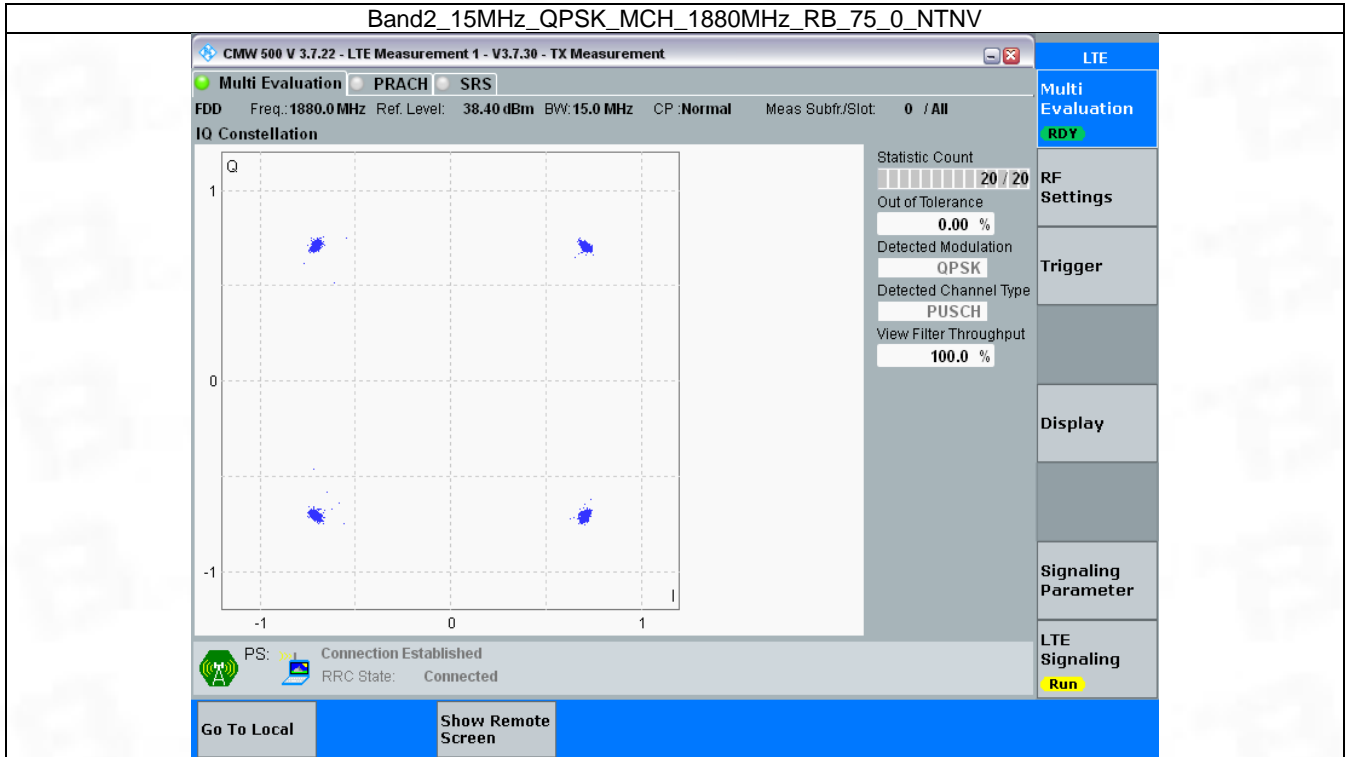 Band2_15MHz_QPSK_MCH_1880MHz_RB_75_0_NTNV
CMW 500 V 3.7.22 - LTE Measurement 1 - V3.7.30 - TX Measurement
LTE
Multi Evaluation PRACH SRS
Multi
Evaluation
RDY
FDD Freq.: 1880.0 MHz Ref. Level: 38.40 dBm BW: 15.0 MHz CP : Normal Meas Subfr./Slot: 0 / All
IQ Constellation
Q
1
0
-1
-1 0 1
I
Statistic Count
20 / 20
Out of Tolerance
0.00 %
Detected Modulation
QPSK
Detected Channel Type
PUSCH
View Filter Throughput
100.0 %
RF
Settings
Trigger
Display
Signaling
Parameter
LTE
Signaling
Run
PS: Connection Established
RRC State: Connected
Go To Local
Show Remote
Screen